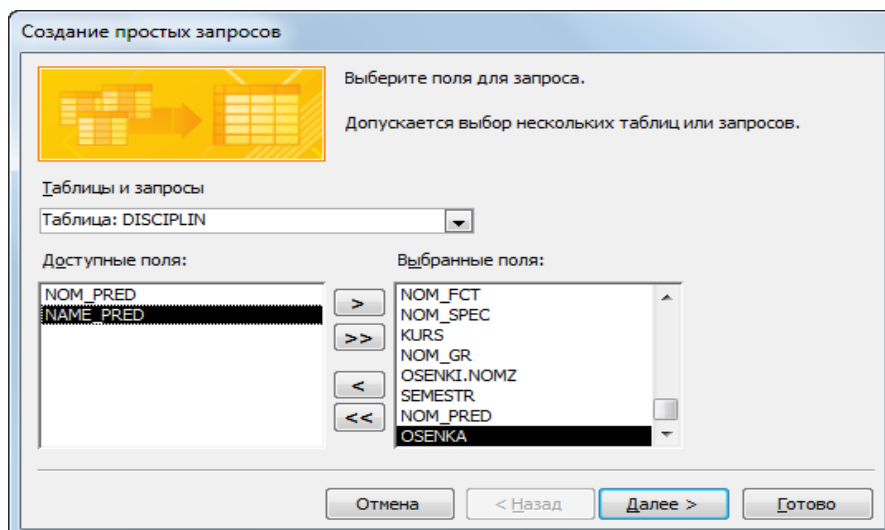 Создание простых запросов
Выберите поля для запроса.
Допускается выбор нескольких таблиц или запросов.
Таблицы и запросы
Таблица: DISCIPLIN
Доступные поля:
NOM_PRED
NAME_PRED
>
>>
<
<<
Выбранные поля:
NOM_FCT
NOM_SPEC
KURS
NOM_GR
OSENKI.NOMZ
SEMESTR
NOM_PRED
OSENKA
Отмена
< Назад
Далее >
Готово